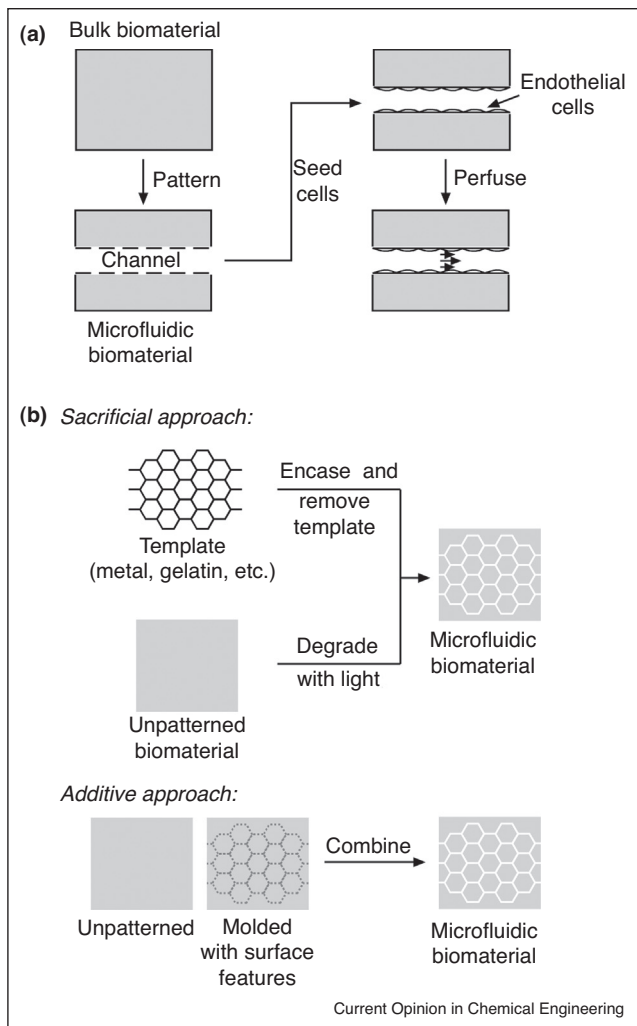 (a)
Bulk biomaterial
Pattern
Channel
Microfluidic
biomaterial
Seed
cells
Endothelial
cells
Perfuse
(b) Sacrificial approach:
Template
(metal, gelatin, etc.)
Encase and
remove
template
Unpatterned
biomaterial
Degrade
with light
Microfluidic
biomaterial
Additive approach:
Unpatterned
Molded
with surface
features
Combine
Microfluidic
biomaterial
Current Opinion in Chemical Engineering